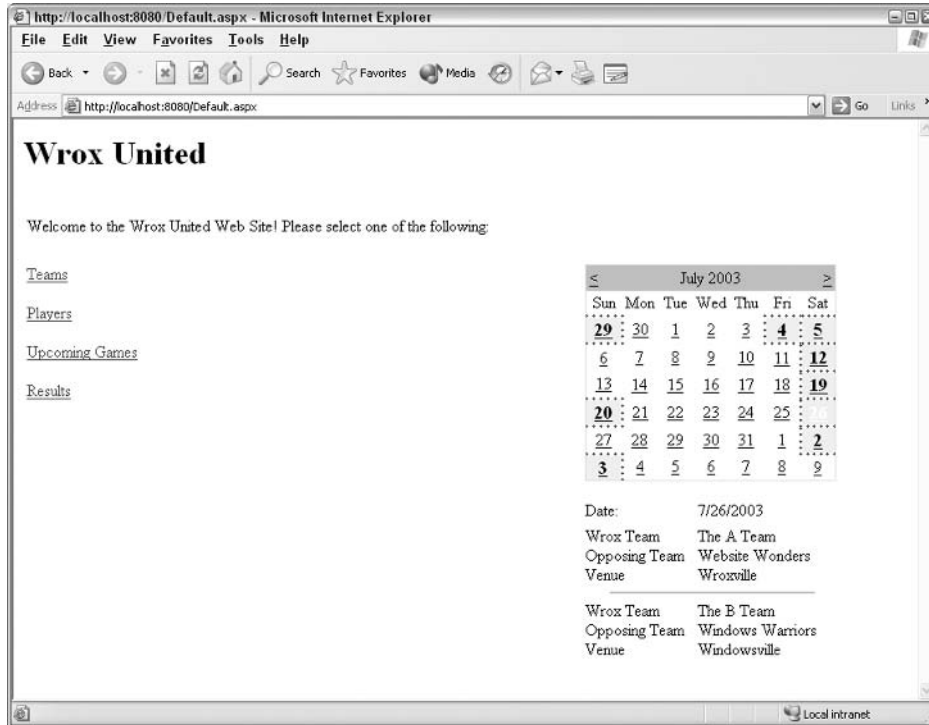 http://localhost:8080/Default.aspx - Microsoft Internet Explorer
File Edit View Favorites Tools Help
Back Search Favorites Media
Address http://localhost:8080/Default.aspx Go Links
Wrox United
Welcome to the Wrox United Web Site! Please select one of the following:
Teams
Players
Upcoming Games
Results
< July 2003 >
Sun Mon Tue Wed Thu Fri Sat
29 30 1 2 3 4 5
6 7 8 9 10 11 12
13 14 15 16 17 18 19
20 21 22 23 24 25 26
27 28 29 30 31 1 2
3 4 5 6 7 8 9
Date: 7/26/2003
Wrox Team The A Team
Opposing Team Website Wonders
Venue Wroxville
Wrox Team The B Team
Opposing Team Windows Warriors
Venue Windowsville
Local intranet